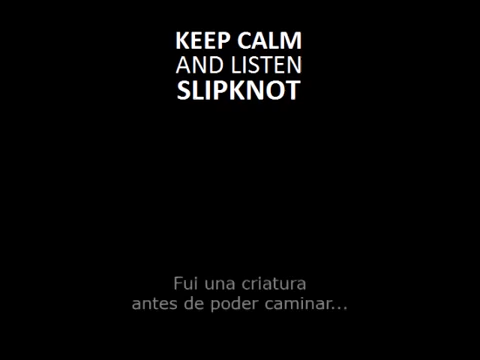 KEEP CALM
AND LISTEN
SLIPKNOT
Fui una criatura
antes de poder caminar...